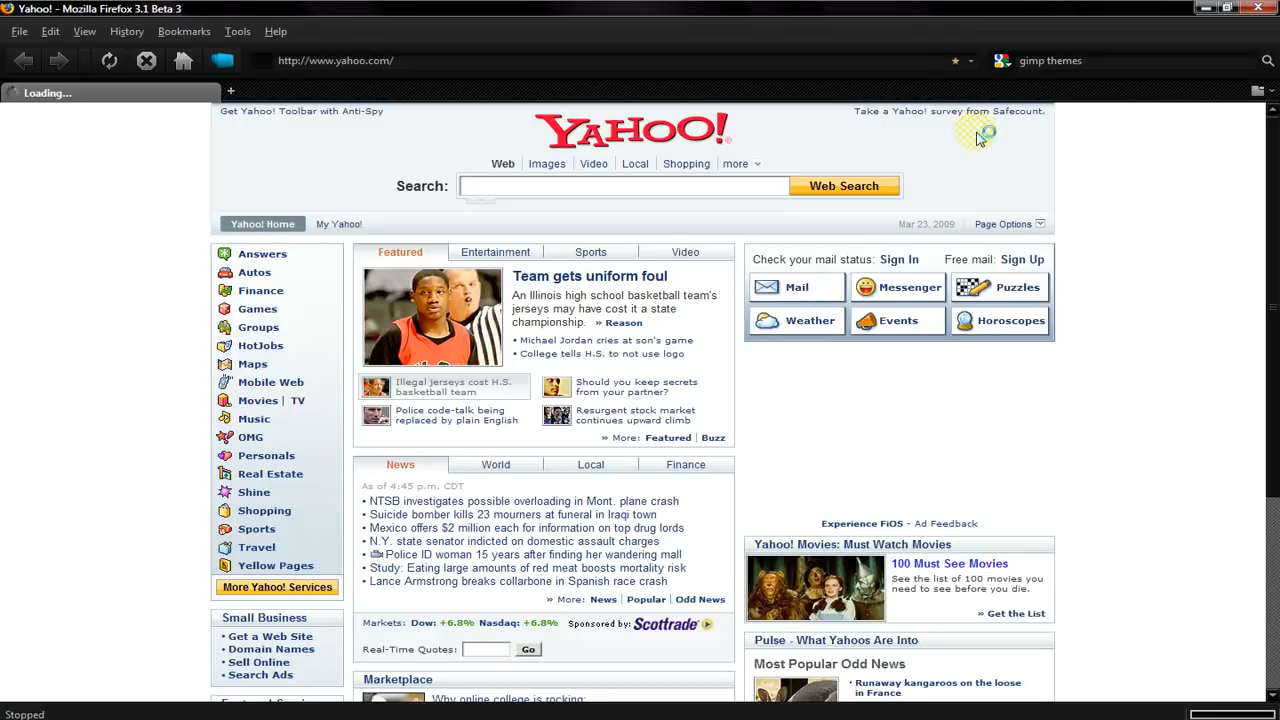 Yahoo! - Mozilla Firefox 3.1 Beta 3
File Edit View History Bookmarks Tools Help
http://www.yahoo.com/ gimp themes
Loading...
Get Yahoo! Toolbar with Anti-Spy
Take a Yahoo! survey from Safecount.
YAHOO!
Web Images Video Local Shopping more
Search: Web Search
Yahoo! Home My Yahoo! Mar 23, 2009 Page Options
Answers
Autos
Finance
Games
Groups
HotJobs
Maps
Mobile Web
Movies | TV
Music
OMG
Personals
Real Estate
Shine
Shopping
Sports
Travel
Yellow Pages
More Yahoo! Services
Small Business
• Get a Web Site
• Domain Names
• Sell Online
• Search Ads
Featured Entertainment Sports Video
Team gets uniform foul
An Illinois high school basketball team's
jerseys may have cost it a state
championship. » Reason
• Michael Jordan cries at son's game
• College tells H.S. to not use logo
Illegal jerseys cost H.S.
basketball team
Should you keep secrets
from your partner?
Police code-talk being
replaced by plain English
Resurgent stock market
continues upward climb
» More: Featured | Buzz
News World Local Finance
As of 4:45 p.m. CDT
• NTSB investigates possible overloading in Mont. plane crash
• Suicide bomber kills 23 mourners at funeral in Iraqi town
• Mexico offers $2 million each for information on top drug lords
• N.Y. state senator indicted on domestic assault charges
• Police ID woman 15 years after finding her wandering mall
• Study: Eating large amounts of red meat boosts mortality risk
• Lance Armstrong breaks collarbone in Spanish race crash
» More: News | Popular | Odd News
Markets: Dow: +6.8% Nasdaq: +6.8% Sponsored by: Scottrade
Real-Time Quotes: Go
Marketplace
Why online college is rocking:
Check your mail status: Sign In Free mail: Sign Up
Mail Messenger Puzzles
Weather Events Horoscopes
Experience FiOS - Ad Feedback
Yahoo! Movies: Must Watch Movies
100 Must See Movies
See the list of 100 movies you
need to see before you die.
» Get the List
Pulse - What Yahoos Are Into
Most Popular Odd News
• Runaway kangaroos on the loose
in France
Stopped